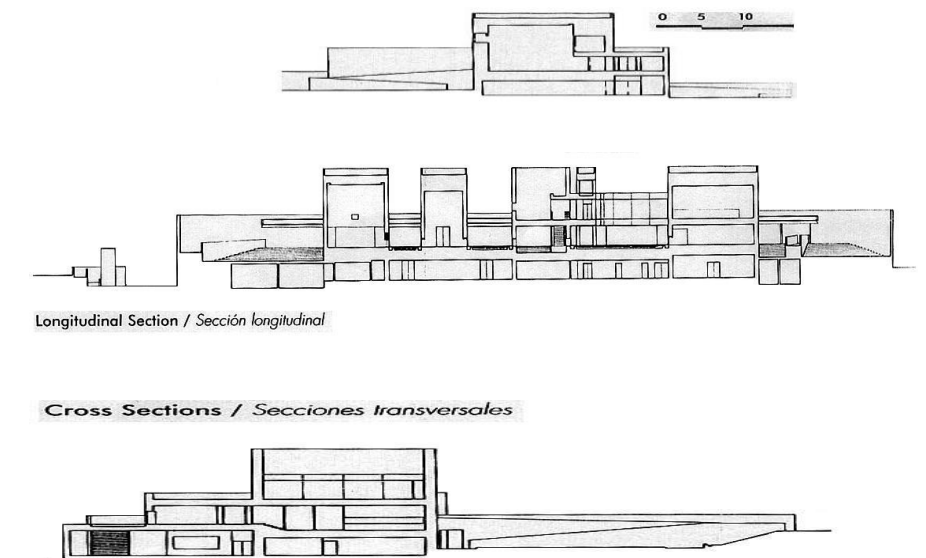 0 5 10
Longitudinal Section / Sección longitudinal
Cross Sections / Secciones transversales